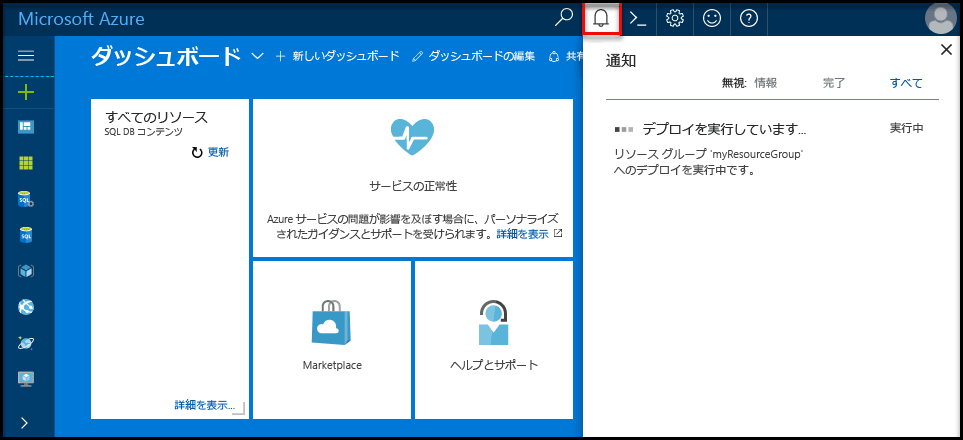 Microsoft Azure
ダッシュボード
新しいダッシュボード
ダッシュボードの編集
共有
すべてのリソース
SQL DB コンテンツ
更新
詳細を表示...
サービスの正常性
Azure サービスの問題が影響を及ぼす場合に、パーソナライズ
されたガイダンスとサポートを受けられます。詳細を表示
Marketplace
ヘルプとサポート
通知
無視: 情報 完了 すべて
デプロイを実行しています... 実行中
リソース グループ 'myResourceGroup'
へのデプロイを実行中です。
SQL
SQL